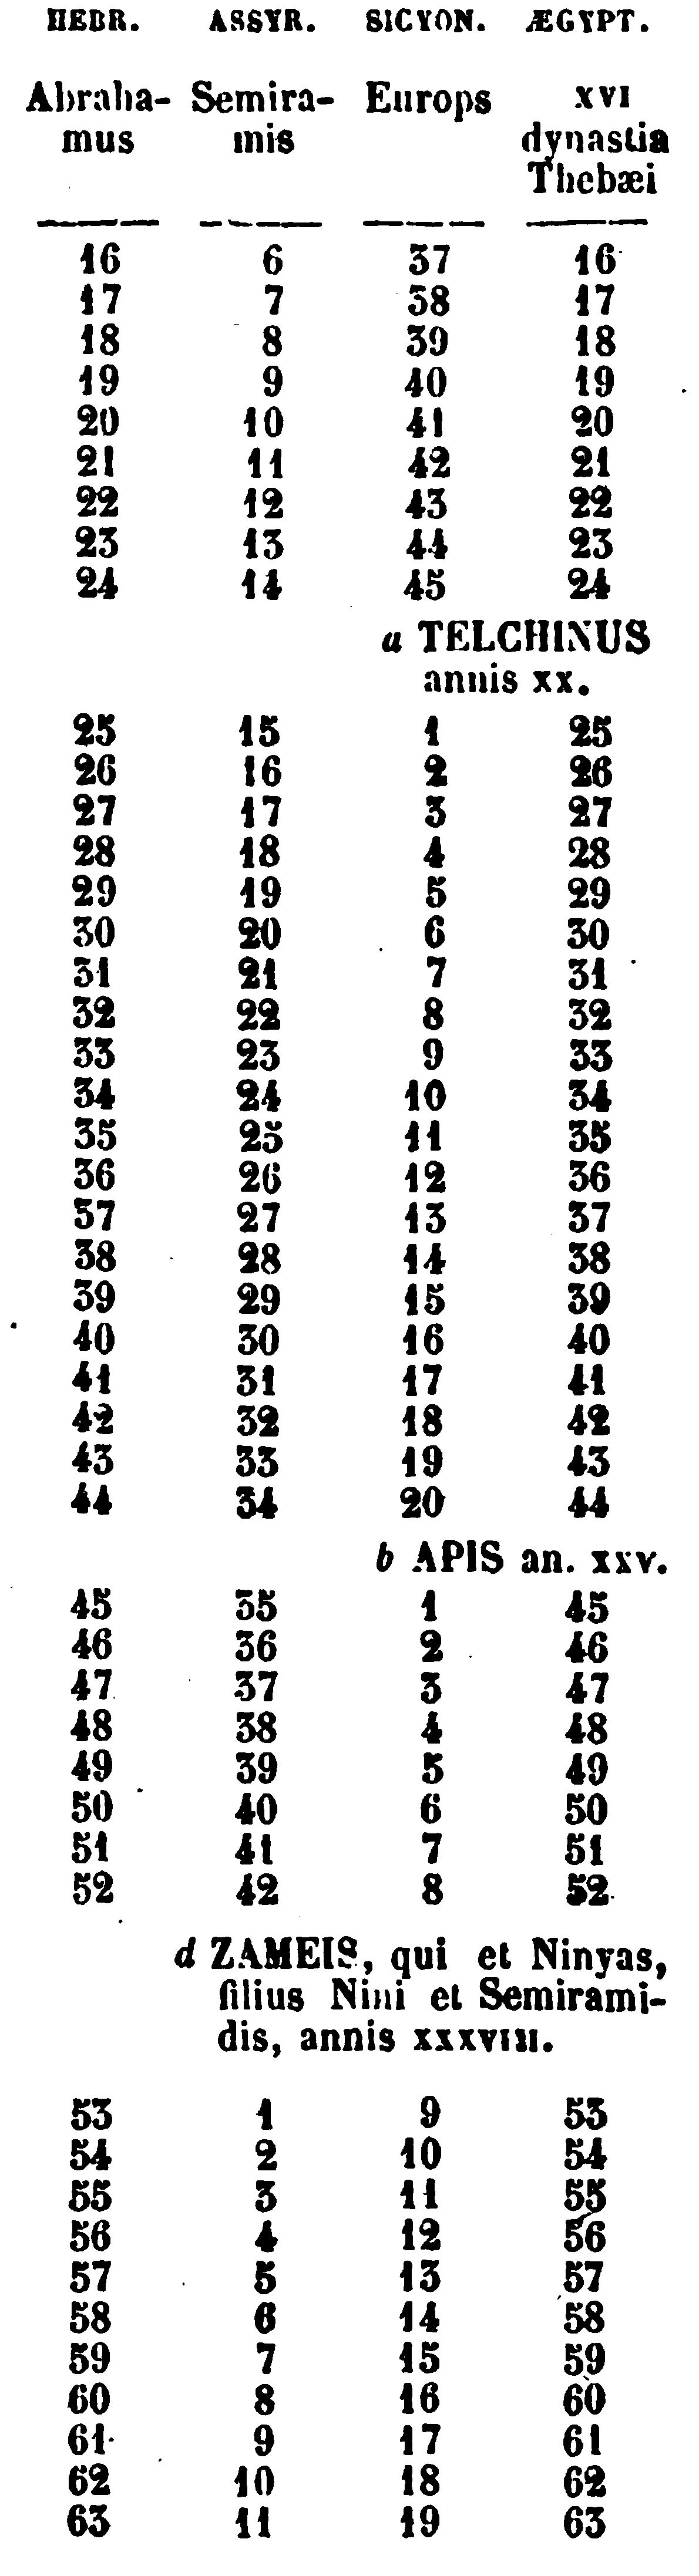 HEBR. ASSYR. SICYON. ÆGYPT.
Abraha- Semira- Europs XVI
mus mis dynastia
Thebæi
16 6 37 16
17 7 38 17
18 8 39 18
19 9 40 19
20 10 41 20
21 11 42 21
22 12 43 22
23 13 44 23
24 14 45 24
a TELCHINUS
annis XX.
25 15 1 25
26 16 2 26
27 17 3 27
28 18 4 28
29 19 5 29
30 20 6 30
31 21 7 31
32 22 8 32
33 23 9 33
34 24 10 34
35 25 11 35
36 26 12 36
37 27 13 37
38 28 14 38
39 29 15 39
40 30 16 40
41 31 17 41
42 32 18 42
43 33 19 43
44 34 20 44
b APIS an. XXV.
45 35 1 45
46 36 2 46
47 37 3 47
48 38 4 48
49 39 5 49
50 40 6 50
51 41 7 51
52 42 8 52
d ZAMEIS, qui et Ninyas,
filius Nini et Semirami-
dis, annis XXXVIII.
53 1 9 53
54 2 10 54
55 3 11 55
56 4 12 56
57 5 13 57
58 6 14 58
59 7 15 59
60 8 16 60
61 9 17 61
62 10 18 62
63 11 19 63